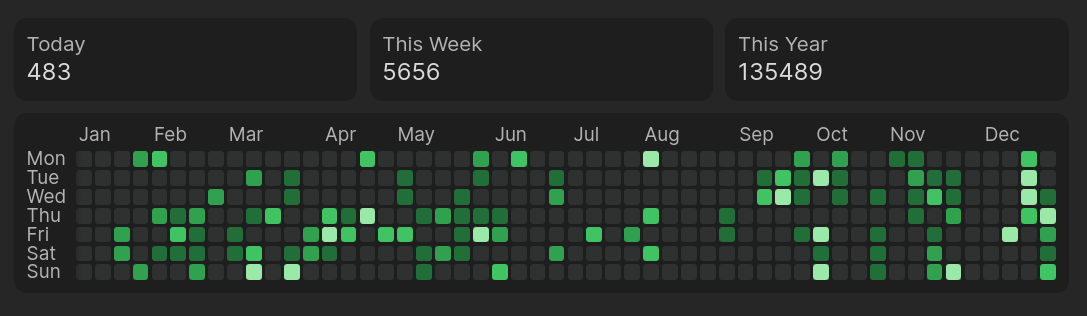 Today
483
This Week
5656
This Year
135489
Jan Feb Mar Apr May Jun Jul Aug Sep Oct Nov Dec
Mon
Tue
Wed
Thu
Fri
Sat
Sun